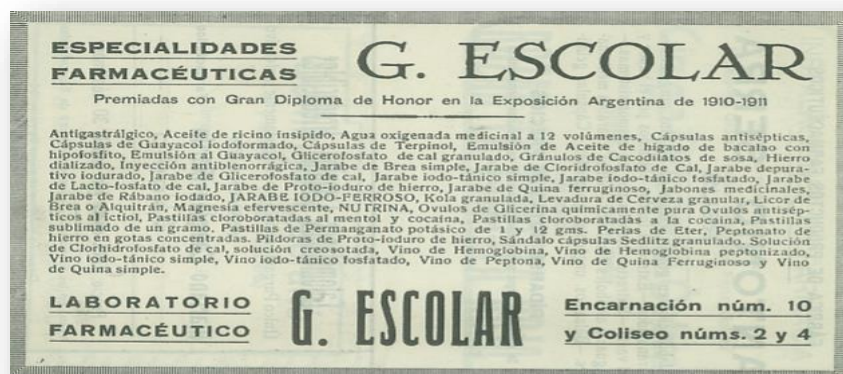 ESPECIALIDADES
FARMACÉUTICAS
G. ESCOLAR
Premiadas con Gran Diploma de Honor en la Exposición Argentina de 1910-1911
Antigastrálgico, Aceite de ricino insípido, Agua oxigenada medicinal a 12 volúmenes, Cápsulas antisépticas,
Cápsulas de Guayacol iodoformado, Cápsulas de Terpinol, Emulsión de Aceite de hígado de bacalao con
hipofosfito, Emulsión al Guayacol, Glicerofosfato de cal granulado, Gránulos de Cacodilatos de sosa, Hierro
dializado, Inyección antiblenorrágica, Jarabe de Brea simple, Jarabe de Cloridrofosfato de Cal, Jarabe depura-
tivo iodurado, Jarabe de Glicerofosfato de cal, Jarabe iodo-tánico simple, Jarabe iodo-tánico fosfatado, Jarabe
de Lacto-fosfato de cal, Jarabe de Proto-ioduro de hierro, Jarabe de Quina ferruginoso, Jabones medicinales,
Jarabe de Rábano iodado, JARABE IODO-FERROSO, Kola granulada, Levadura de Cerveza granular, Licor de
Brea o Alquitrán, Magnesia efervescente, NUTRINA, Ovulos de Glicerina químicamente pura Ovulos antisép-
ticos al ictiol, Pastillas cloroboratadas al mentol y cocaína, Pastillas cloroboratadas a la cocaína, Pastillas
sublimado de un gramo, Pastillas de Permanganato potásico de 1 y 12 gms. Perlas de Eter, Peptonato de
hierro en gotas concentradas. Píldoras de Proto-ioduro de hierro, Sándalo cápsulas Sedlitz granulado. Solución
de Clorhidrofosfato de cal, solución creosotada, Vino de Hemoglobina, Vino de Hemoglobina peptonizado,
Vino iodo-tánico simple, Vino iodo-tánico fosfatado, Vino de Peptona, Vino de Quina Ferruginoso y Vino
de Quina simple.
LABORATORIO
FARMACÉUTICO
G. ESCOLAR
Encarnación núm. 10
y Coliseo núms. 2 y 4